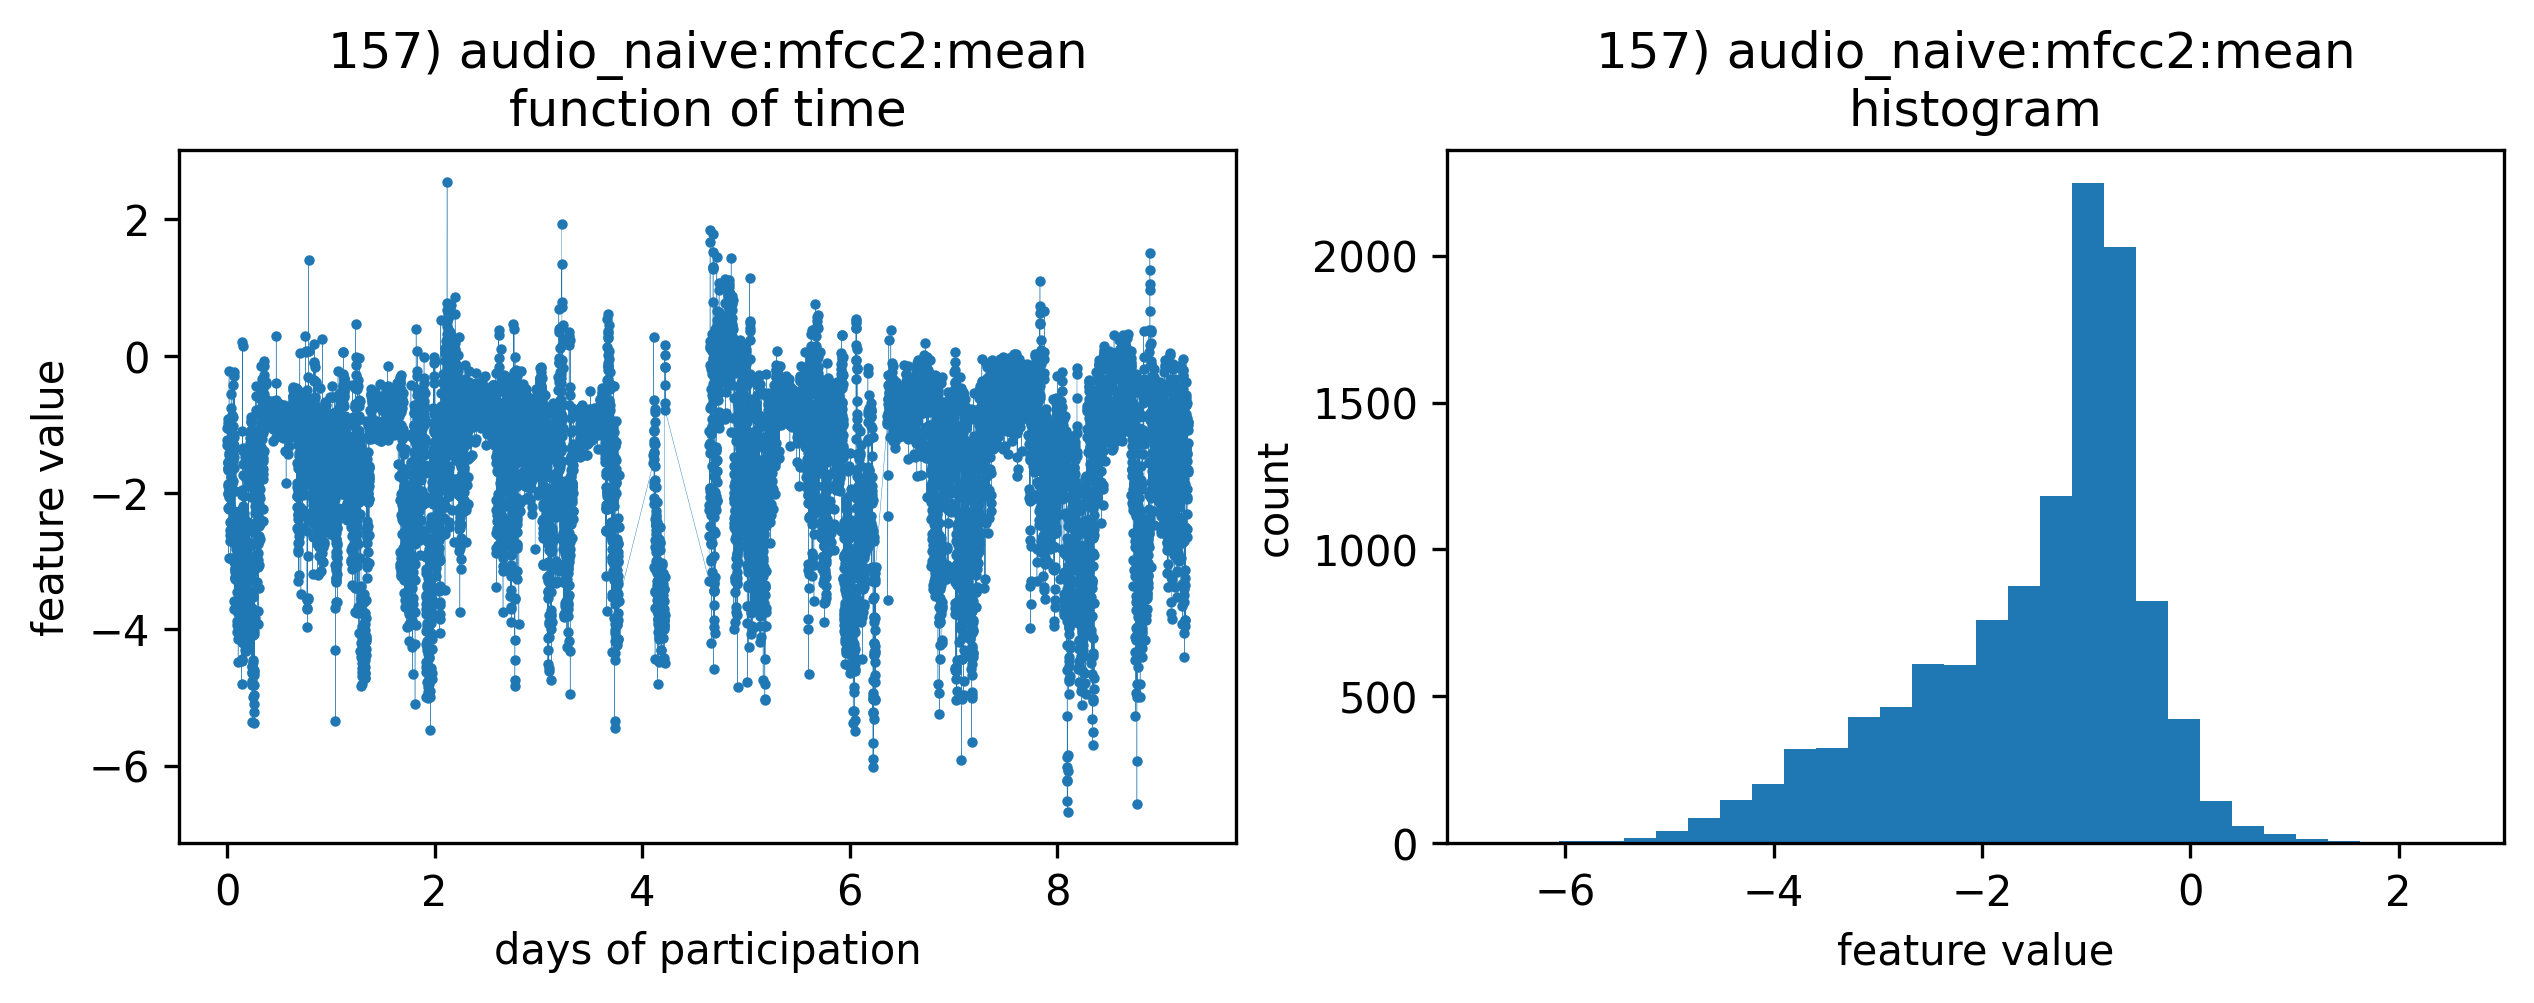 157) audio_naive:mfcc2:mean
function of time
feature value
2
0
−2
−4
−6
0 2 4 6 8
days of participation
157) audio_naive:mfcc2:mean
histogram
count
2000
1500
1000
500
0
−6 −4 −2 0 2
feature value